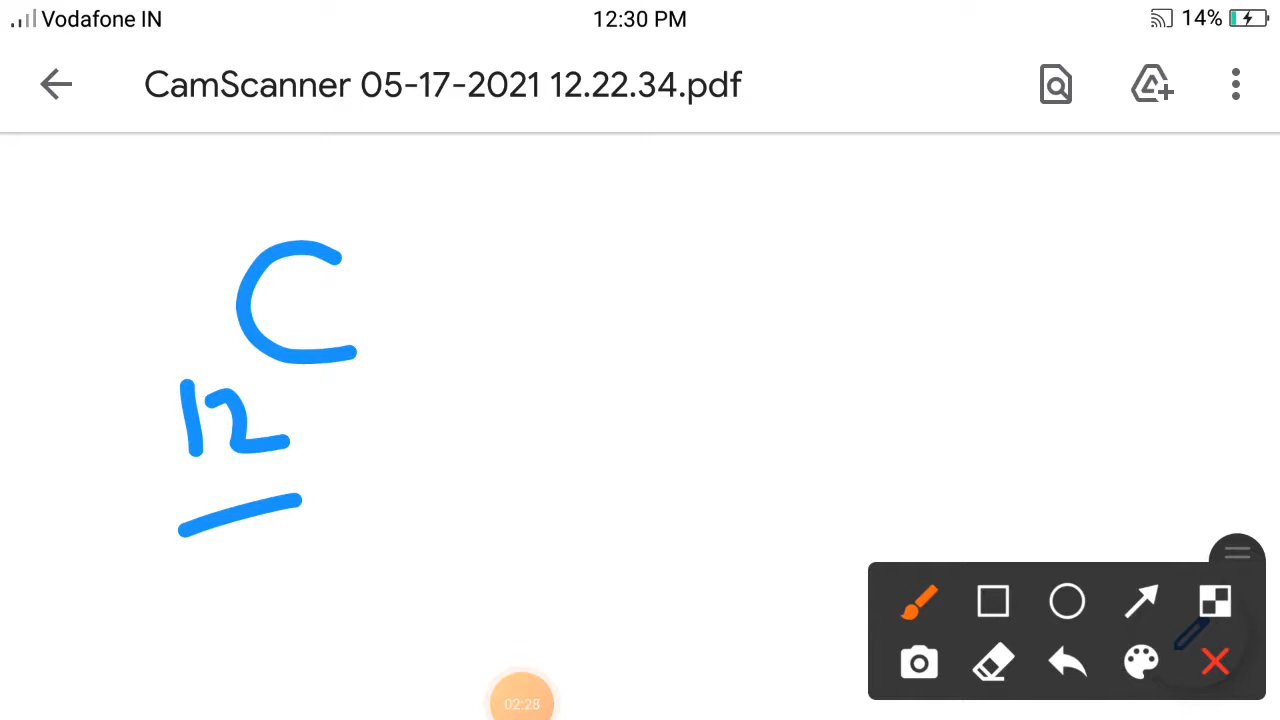 Vodafone IN 12:30 PM 14%
CamScanner 05-17-2021 12.22.34.pdf
C
12
02:28